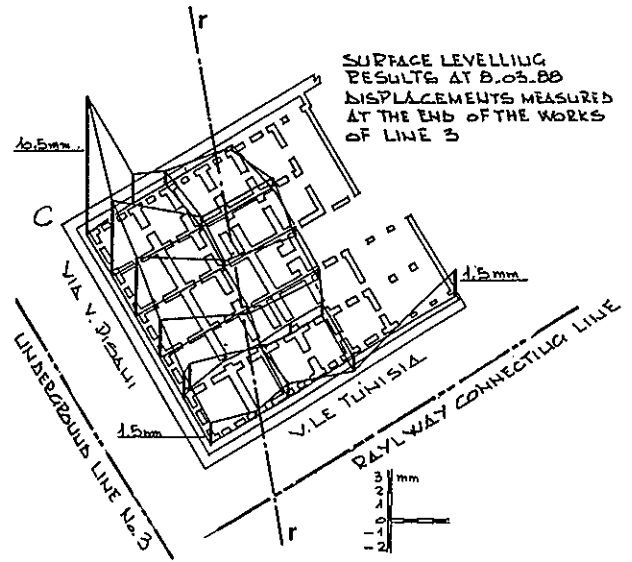 r
SURFACE LEVELLING
RESULTS AT 8.03.88
DISPLACEMENTS MEASURED
AT THE END OF THE WORKS
OF LINE 3
10.5mm.
C
VIA V. PISANI
1.5mm
UNDERGROUND LINE No. 3
V.LE TUNISIA
RAYLWAY CONNECTING LINE
1.5mm
r
3 mm
2
1
0
-1
-2